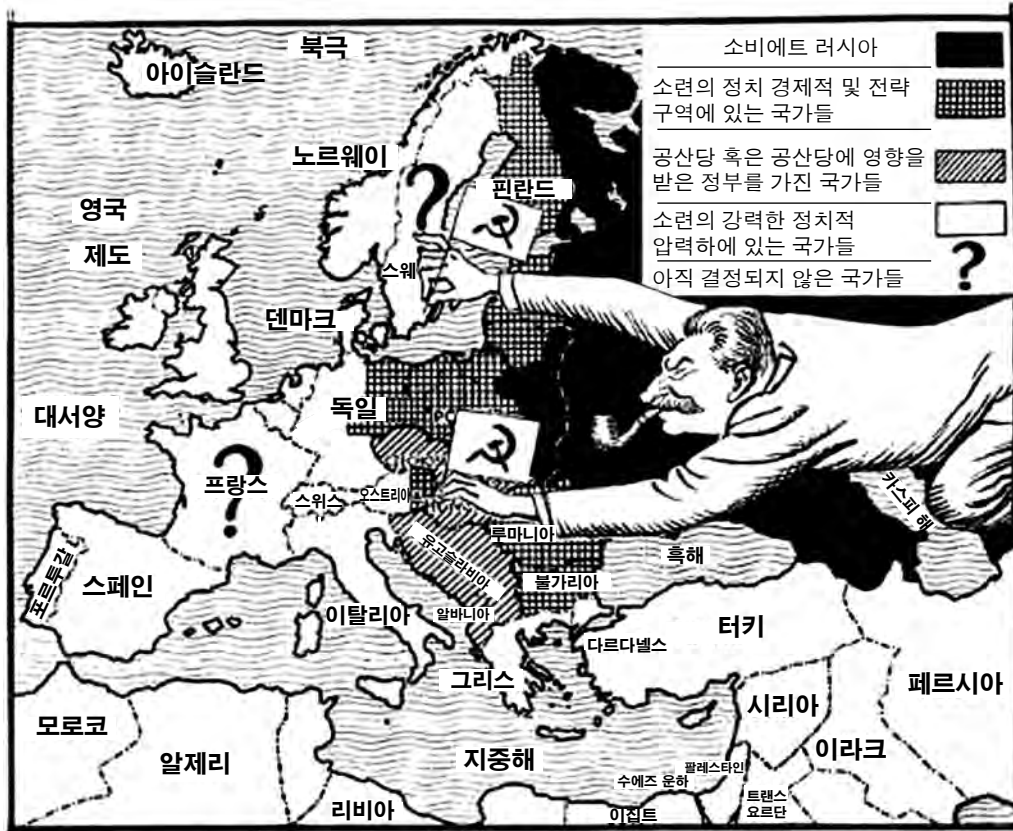 북극
아이슬란드
소비에트 러시아
소련의 정치 경제적 및 전략
구역에 있는 국가들
공산당 혹은 공산당에 영향을
받은 정부를 가진 국가들
소련의 강력한 정치적
압력하에 있는 국가들
?
아직 결정되지 않은 국가들
노르웨이
?
핀란드
영국
제도
스웨
덴마크
대서양
독일
프랑스
?
스위스
오스트리아
루마니아
카스피 해
흑해
유고슬라비아
불가리아
포르투갈
스페인
이탈리아
알바니아
터키
다르다넬스
그리스
페르시아
시리아
모로코
이라크
알제리
지중해
팔레스타인
수에즈 운하
트랜스
요르단
리비아
이집트